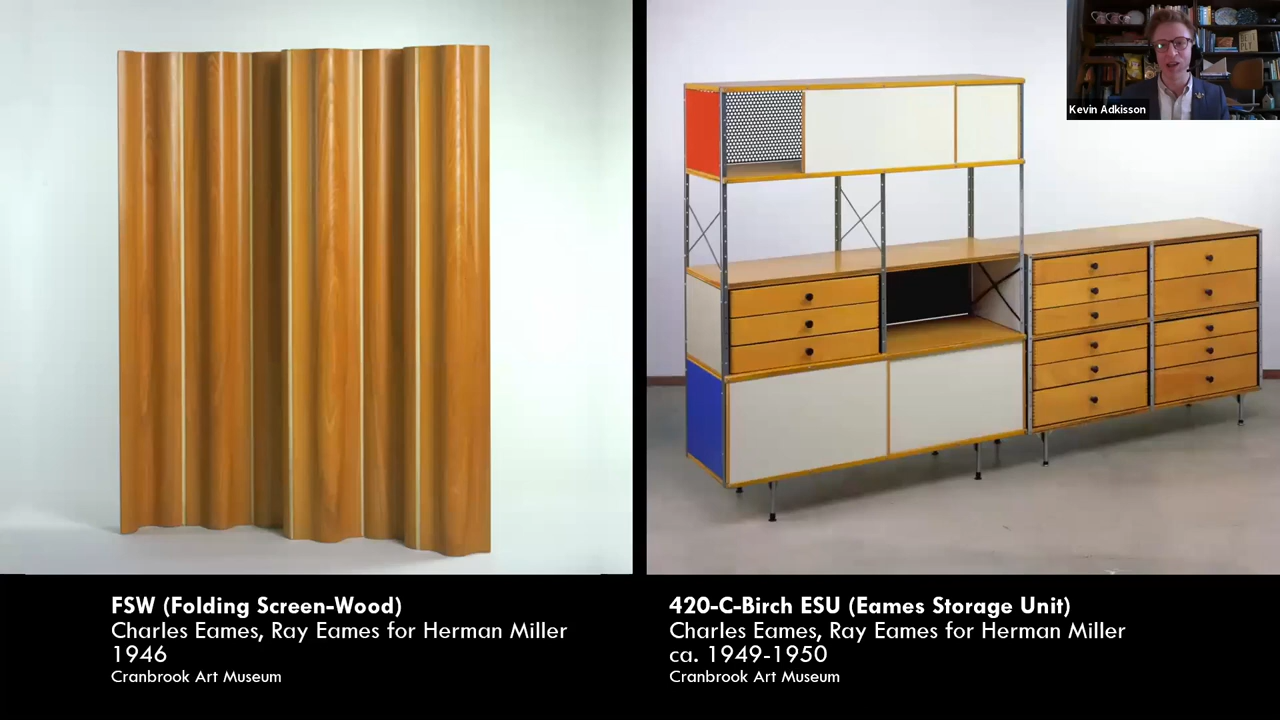 Kevin Adkisson
FSW (Folding Screen-Wood)
Charles Eames, Ray Eames for Herman Miller
1946
Cranbrook Art Museum
420-C-Birch ESU (Eames Storage Unit)
Charles Eames, Ray Eames for Herman Miller
ca. 1949-1950
Cranbrook Art Museum